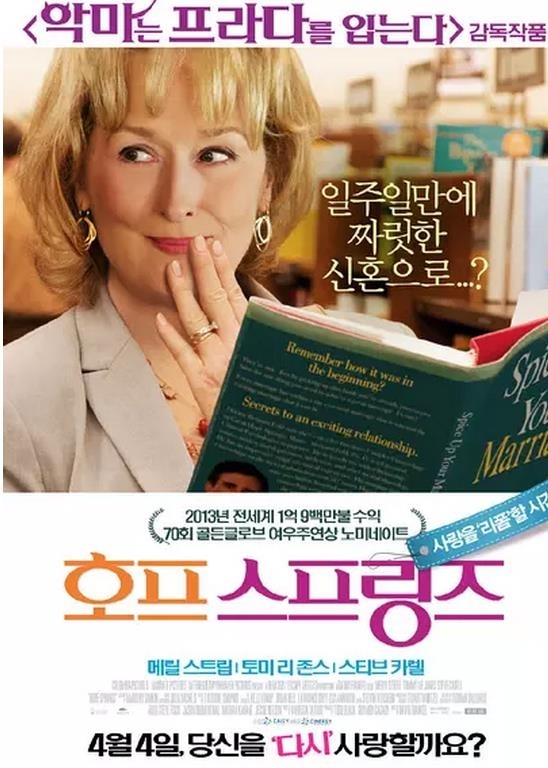 <악마는 프라다를 입는다> 감독작품
일주일만에
짜릿한
신혼으로...?
Remember how it was in
the beginning?
Secrets to an exciting relationship.
Spice Up Your M
Spic
Yo
Marri
2013년 전세계 1억 9백만불 수익
70회 골든글로브 여우주연상 노미네이트
사랑을 '리폼'할 시
호프 스프링즈
메릴 스트립 | 토미 리 존스 | 스티브 카렐
4월 4일, 당신을 '다시' 사랑할까요?